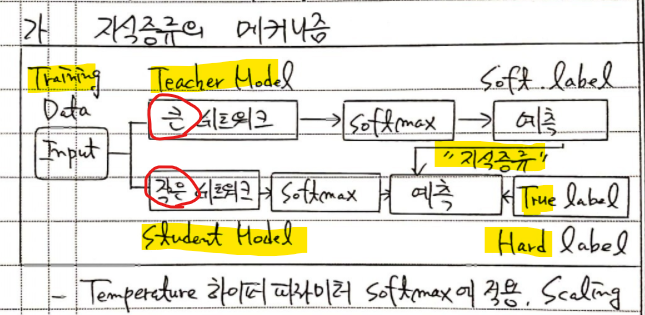 가 지식증류의 메커니즘
Training Data
Teacher Model
Soft label
Input
큰 네트워크
Softmax
예측
"지식증류"
작은 네트워크
Softmax
예측
True label
Student Model
Hard label
- Temperature 하이퍼 파라미터 Softmax에 적용. Scaling